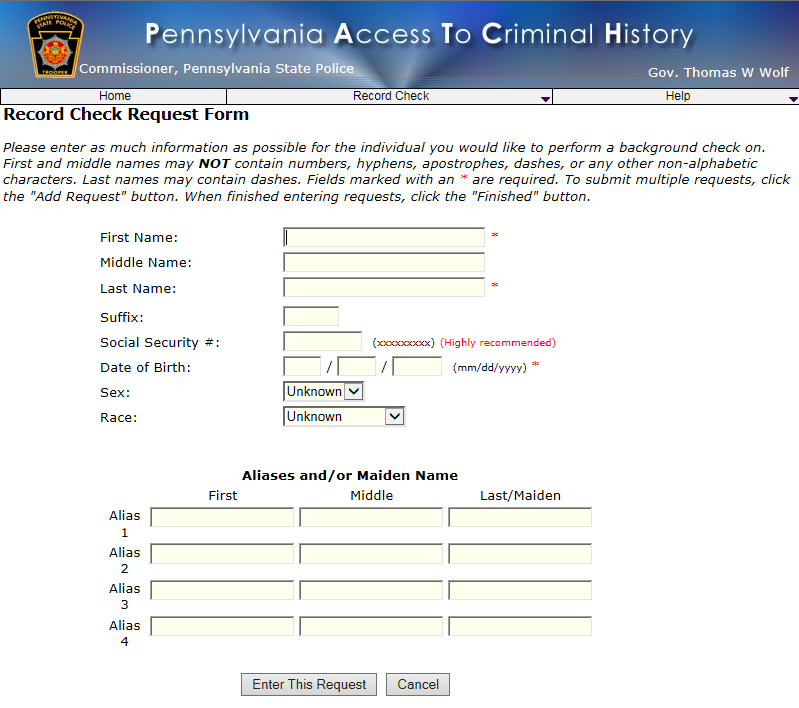 PENNSYLVANIA
STATE POLICE
TROOPER
Pennsylvania Access To Criminal History
Commissioner, Pennsylvania State Police
Gov. Thomas W Wolf
Home Record Check Help
Record Check Request Form
Please enter as much information as possible for the individual you would like to perform a background check on.
First and middle names may NOT contain numbers, hyphens, apostrophes, dashes, or any other non-alphabetic
characters. Last names may contain dashes. Fields marked with an * are required. To submit multiple requests, click
the "Add Request" button. When finished entering requests, click the "Finished" button.
First Name: *
Middle Name:
Last Name: *
Suffix:
Social Security #: (xxxxxxxxx) (Highly recommended)
Date of Birth: / / (mm/dd/yyyy) *
Sex: Unknown
Race: Unknown
Aliases and/or Maiden Name
First Middle Last/Maiden
Alias
1
Alias
2
Alias
3
Alias
4
Enter This Request Cancel